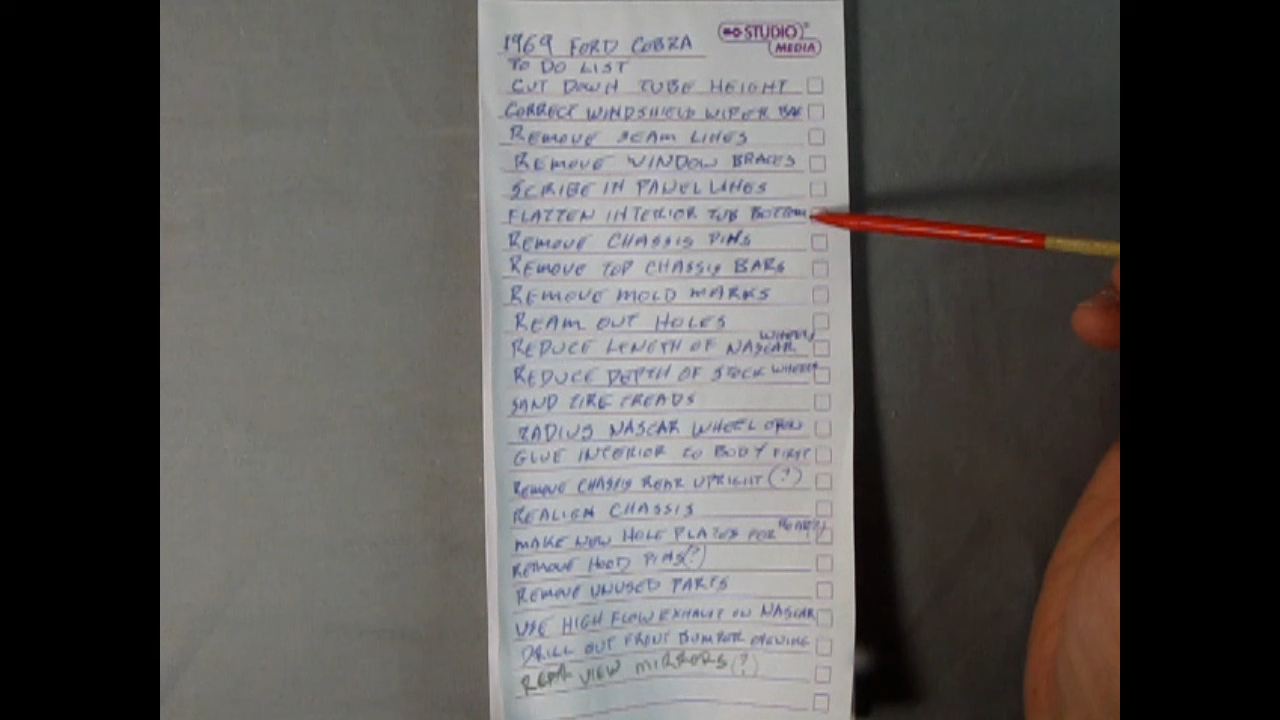 1969 FORD COBRA
STUDIO
MEDIA
TO DO LIST
CUT DOWN TUBE HEIGHT
CORRECT WINDSHIELD WIPER BAR
REMOVE SEAM LINES
REMOVE WINDOW BRACES
SCRIBE IN PANEL LINES
FLATTEN INTERIOR TUB BOTTOM
REMOVE CHASSIS PINS
REMOVE TOP CHASSIS BARS
REMOVE MOLD MARKS
REAM OUT HOLES
REDUCE LENGTH OF NASCAR WHEELS
REDUCE DEPTH OF STOCK WHEELS
SAND TIRE TREADS
RADIUS NASCAR WHEEL OPEN
GLUE INTERIOR TO BODY FIRST
REMOVE CHASSIS REAR UPRIGHT (?)
REALIGN CHASSIS
MAKE NEW HOLE PLATES FOR
REMOVE HOOD PINS (?)
REMOVE UNUSED PARTS
USE HIGH FLOW EXHAUST ON NASCAR
DRILL OUT FRONT BUMPER OPENING
REAR VIEW MIRRORS (?)